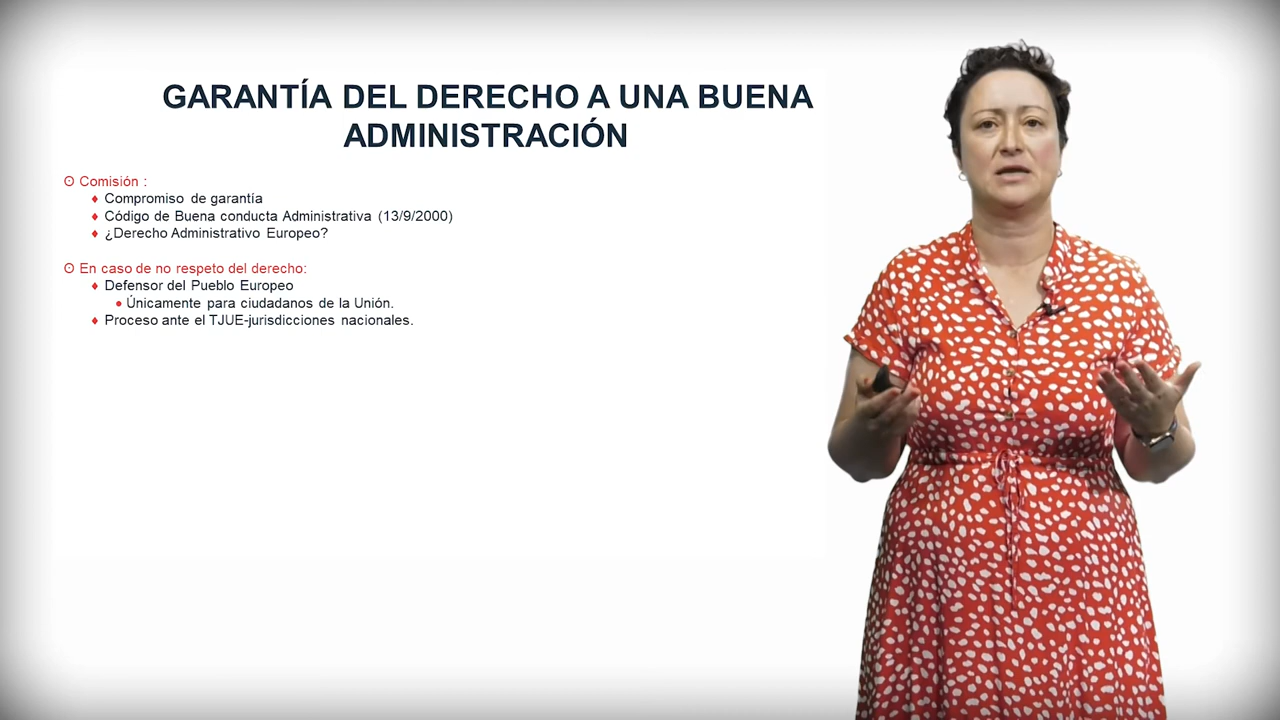 GARANTÍA DEL DERECHO A UNA BUENA
ADMINISTRACIÓN
Comisión :
Compromiso de garantía
Código de Buena conducta Administrativa (13/9/2000)
¿Derecho Administrativo Europeo?
En caso de no respeto del derecho:
Defensor del Pueblo Europeo
Únicamente para ciudadanos de la Unión.
Proceso ante el TJUE-jurisdicciones nacionales.